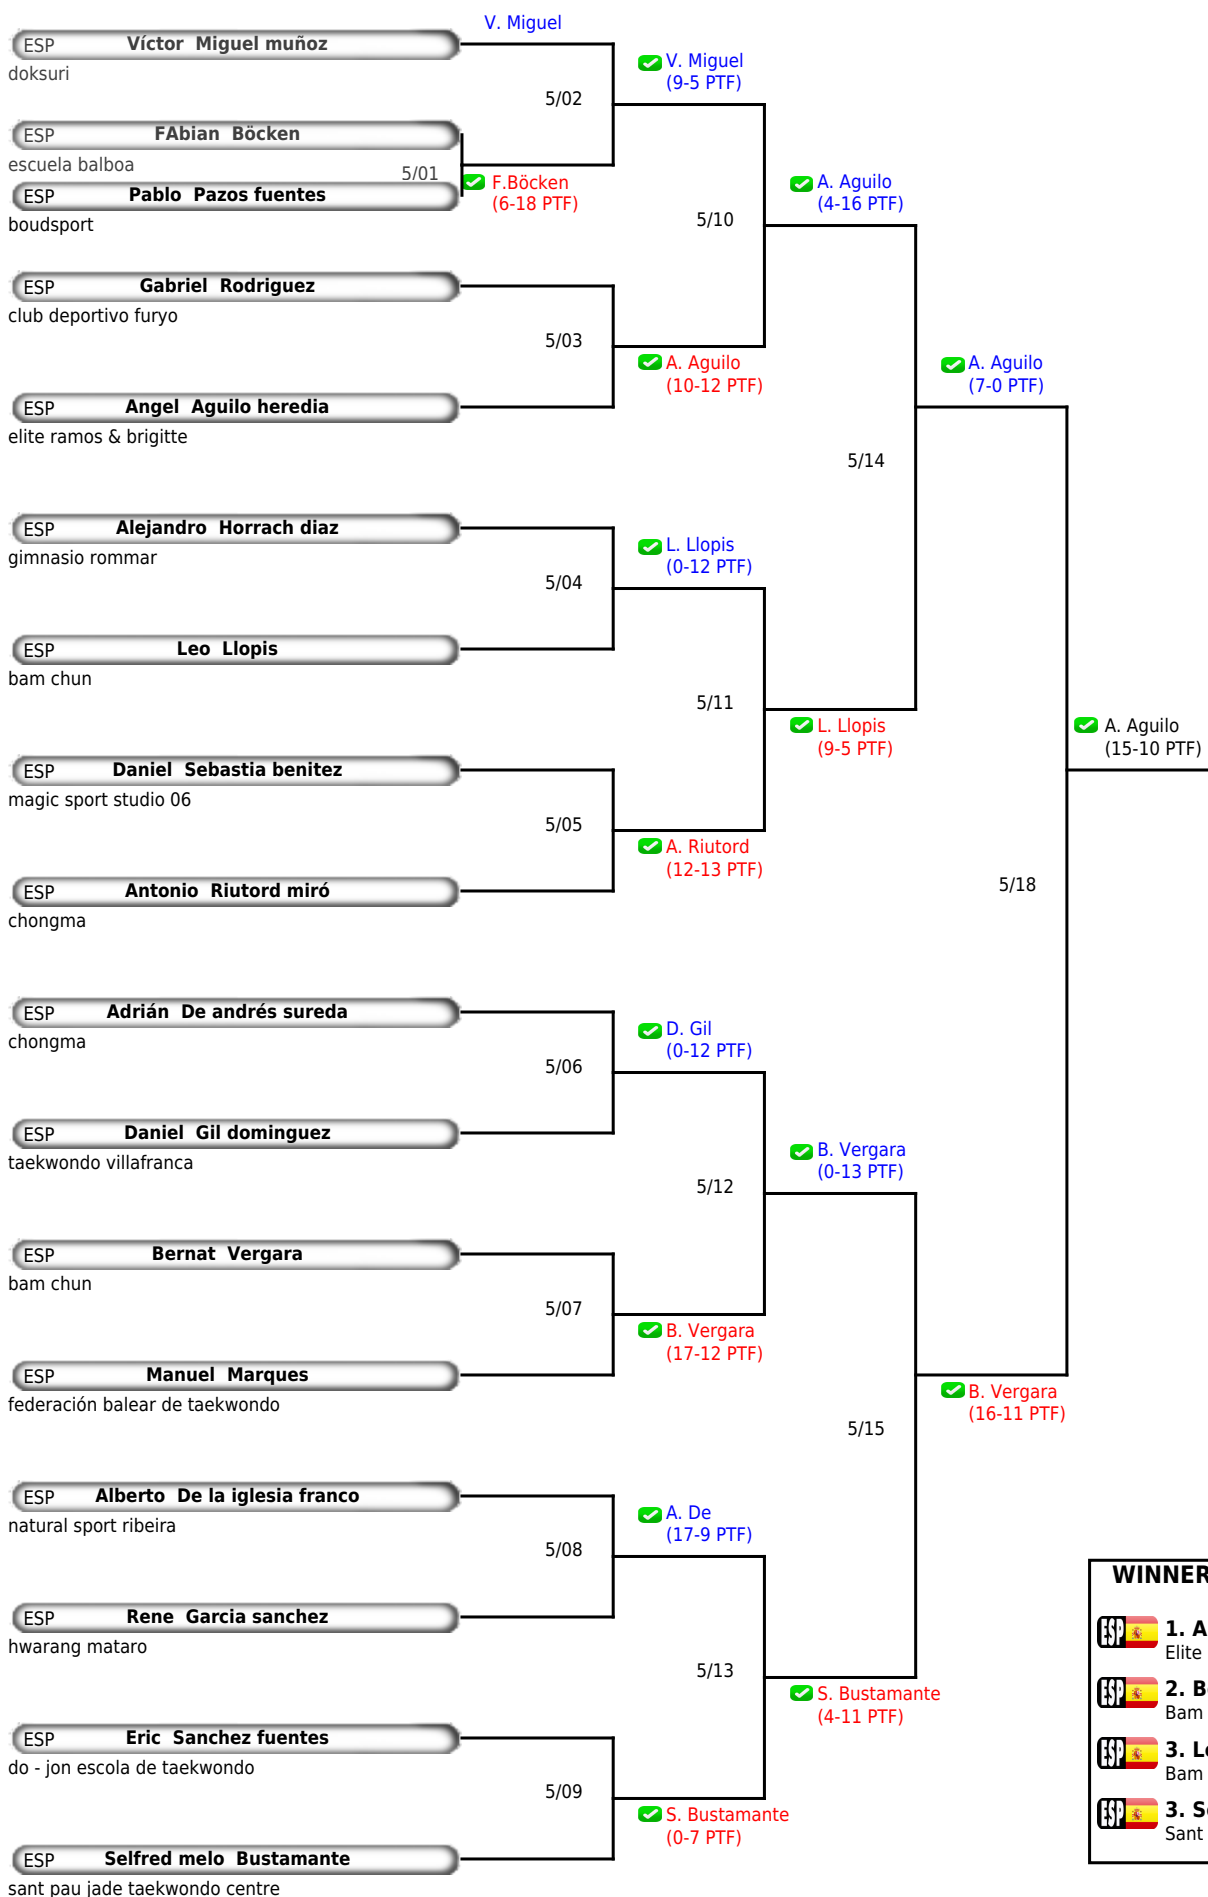 V. Miguel
ESP Víctor Miguel muñoz
doksuri
V. Miguel
(9-5 PTF)
5/02
ESP FAbian Böcken
escuela balboa
5/01
F.Böcken
(6-18 PTF)
ESP Pablo Pazos fuentes
boudsport
A. Aguilo
(4-16 PTF)
5/10
ESP Gabriel Rodriguez
club deportivo furyo
5/03
A. Aguilo
(10-12 PTF)
A. Aguilo
(7-0 PTF)
ESP Angel Aguilo heredia
elite ramos & brigitte
5/14
ESP Alejandro Horrach diaz
gimnasio rommar
L. Llopis
(0-12 PTF)
5/04
ESP Leo Llopis
bam chun
5/11
L. Llopis
(9-5 PTF)
A. Aguilo
(15-10 PTF)
ESP Daniel Sebastia benitez
magic sport studio 06
5/05
A. Riutord
(12-13 PTF)
5/18
ESP Antonio Riutord miró
chongma
ESP Adrián De andrés sureda
chongma
D. Gil
(0-12 PTF)
5/06
ESP Daniel Gil dominguez
taekwondo villafranca
B. Vergara
(0-13 PTF)
5/12
ESP Bernat Vergara
bam chun
5/07
B. Vergara
(17-12 PTF)
ESP Manuel Marques
federación balear de taekwondo
B. Vergara
(16-11 PTF)
5/15
ESP Alberto De la iglesia franco
natural sport ribeira
A. De
(17-9 PTF)
5/08
ESP Rene Garcia sanchez
hwarang mataro
5/13
S. Bustamante
(4-11 PTF)
ESP Eric Sanchez fuentes
do - jon escola de taekwondo
5/09
S. Bustamante
(0-7 PTF)
ESP Selfred melo Bustamante
sant pau jade taekwondo centre
WINNER
ESP 1. A
Elite
ESP 2. B
Bam
ESP 3. L
Bam
ESP 3. S
Sant